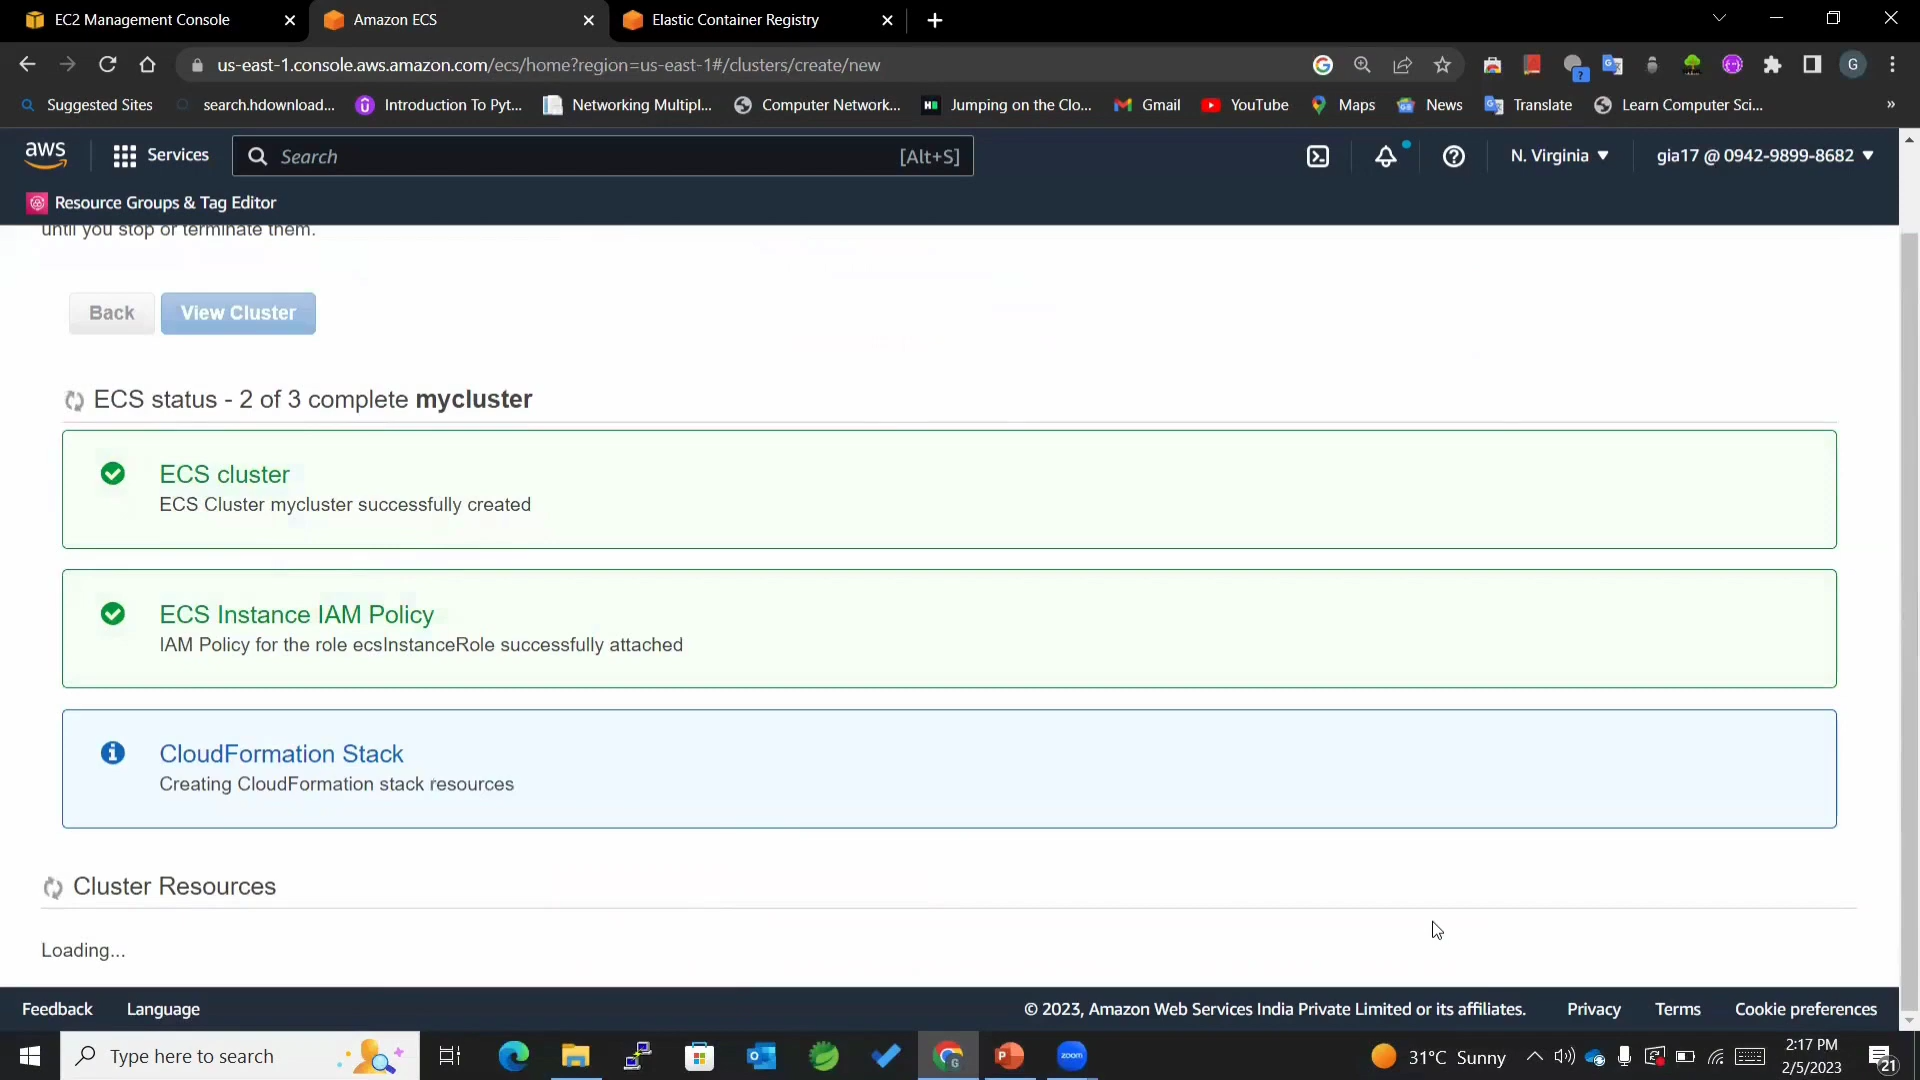 EC2 Management Console
Amazon ECS
Elastic Container Registry
us-east-1.console.aws.amazon.com/ecs/home?region=us-east-1#/clusters/create/new
G
Suggested Sites
search.hdownload...
Introduction To Pyt...
Networking Multipl...
Computer Network...
Jumping on the Clo...
Gmail
YouTube
Maps
News
Translate
Learn Computer Sci...
»
aws
Services
Search
[Alt+S]
N. Virginia
gia17 @ 0942-9899-8682
Resource Groups & Tag Editor
until you stop or terminate them.
Back
View Cluster
ECS status - 2 of 3 complete mycluster
ECS cluster
ECS Cluster mycluster successfully created
ECS Instance IAM Policy
IAM Policy for the role ecsInstanceRole successfully attached
CloudFormation Stack
Creating CloudFormation stack resources
Cluster Resources
Loading...
Feedback
Language
© 2023, Amazon Web Services India Private Limited or its affiliates.
Privacy
Terms
Cookie preferences
Type here to search
zoom
31°C Sunny
2:17 PM
2/5/2023
21